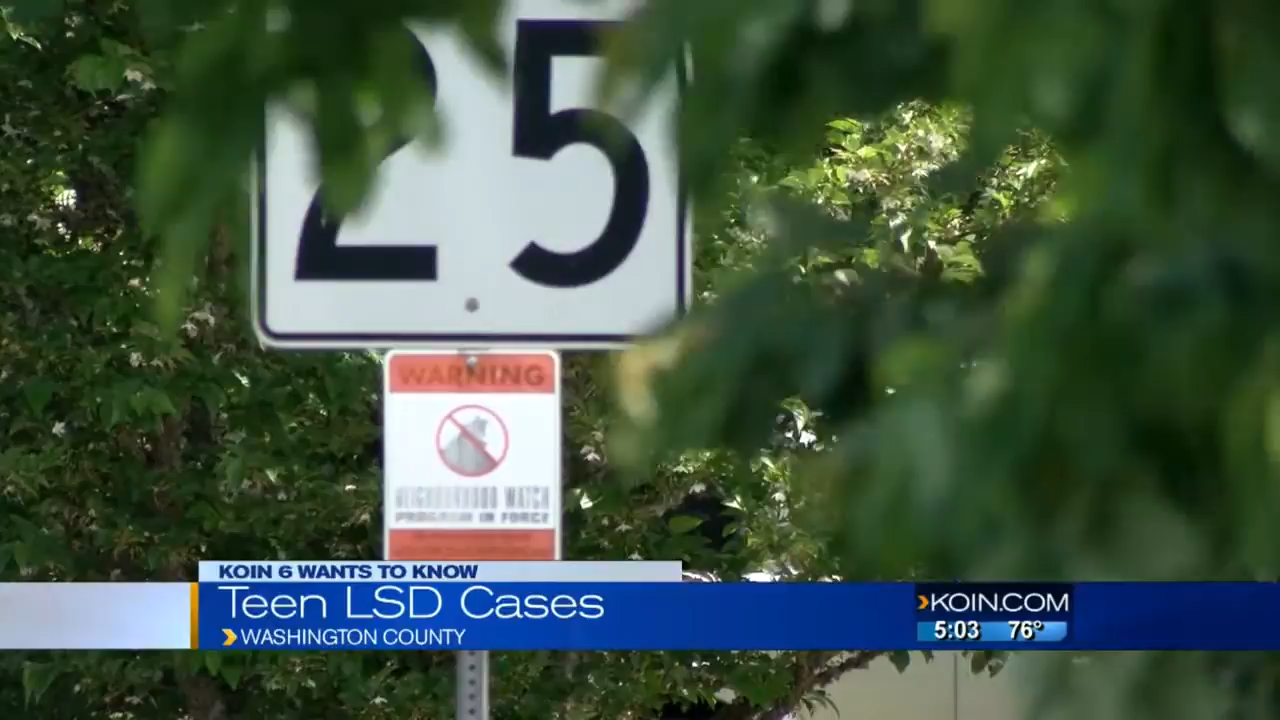 25
WARNING
NEIGHBORHOOD WATCH
PROGRAM IN FORCE
KOIN 6 WANTS TO KNOW
Teen LSD Cases
WASHINGTON COUNTY
KOIN.COM
5:03 76°